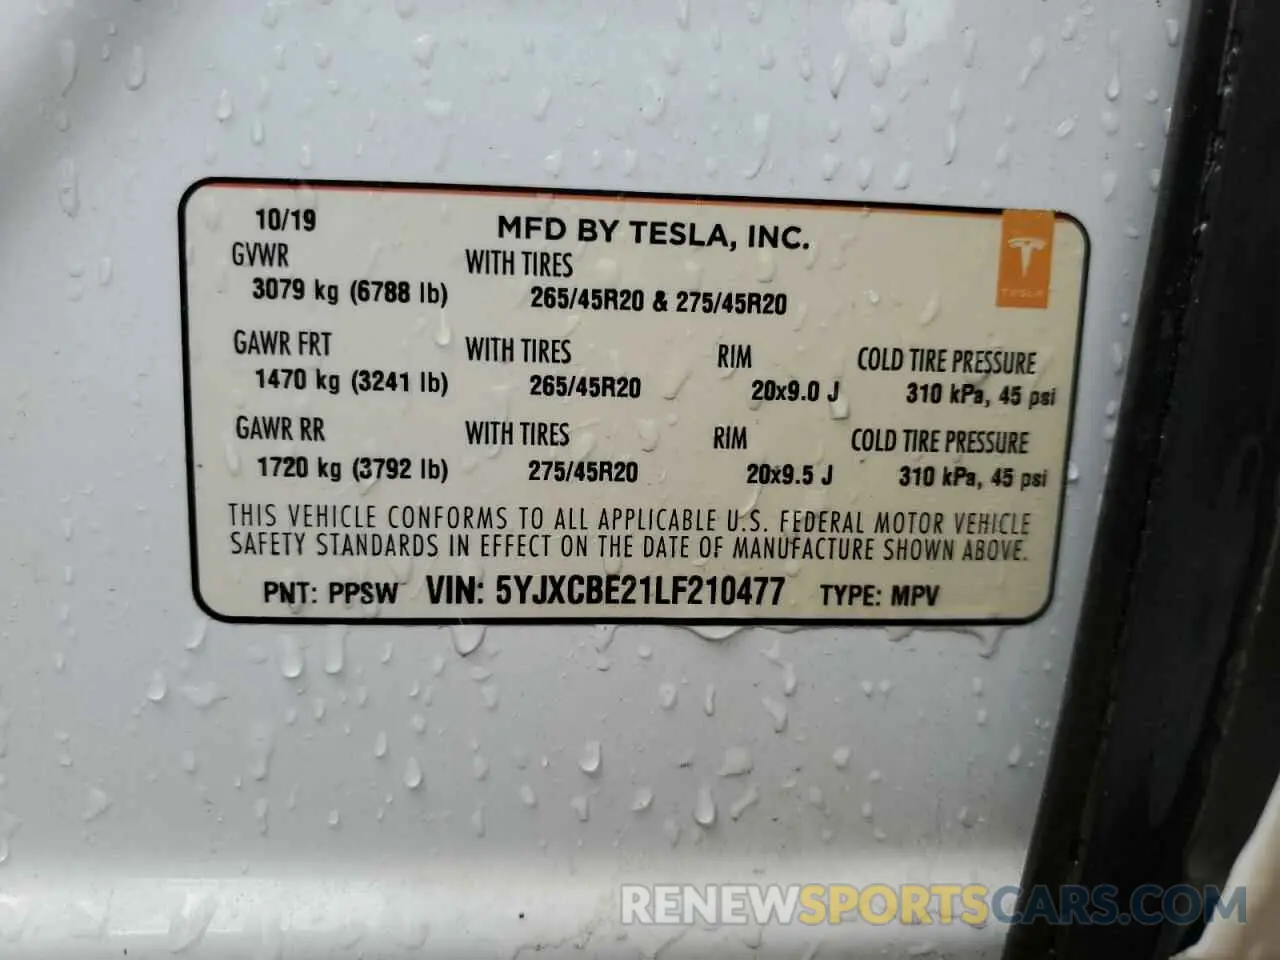 10/19 MFD BY TESLA, INC.
GVWR WITH TIRES
3079 kg (6788 lb) 265/45R20 & 275/45R20
TESLA
GAWR FRT WITH TIRES RIM COLD TIRE PRESSURE
1470 kg (3241 lb) 265/45R20 20x9.0 J 310 kPa, 45 psi
GAWR RR WITH TIRES RIM COLD TIRE PRESSURE
1720 kg (3792 lb) 275/45R20 20x9.5 J 310 kPa, 45 psi
THIS VEHICLE CONFORMS TO ALL APPLICABLE U.S. FEDERAL MOTOR VEHICLE
SAFETY STANDARDS IN EFFECT ON THE DATE OF MANUFACTURE SHOWN ABOVE.
PNT: PPSW VIN: 5YJXCBE21LF210477 TYPE: MPV
RENEWSPORTSCARS.COM